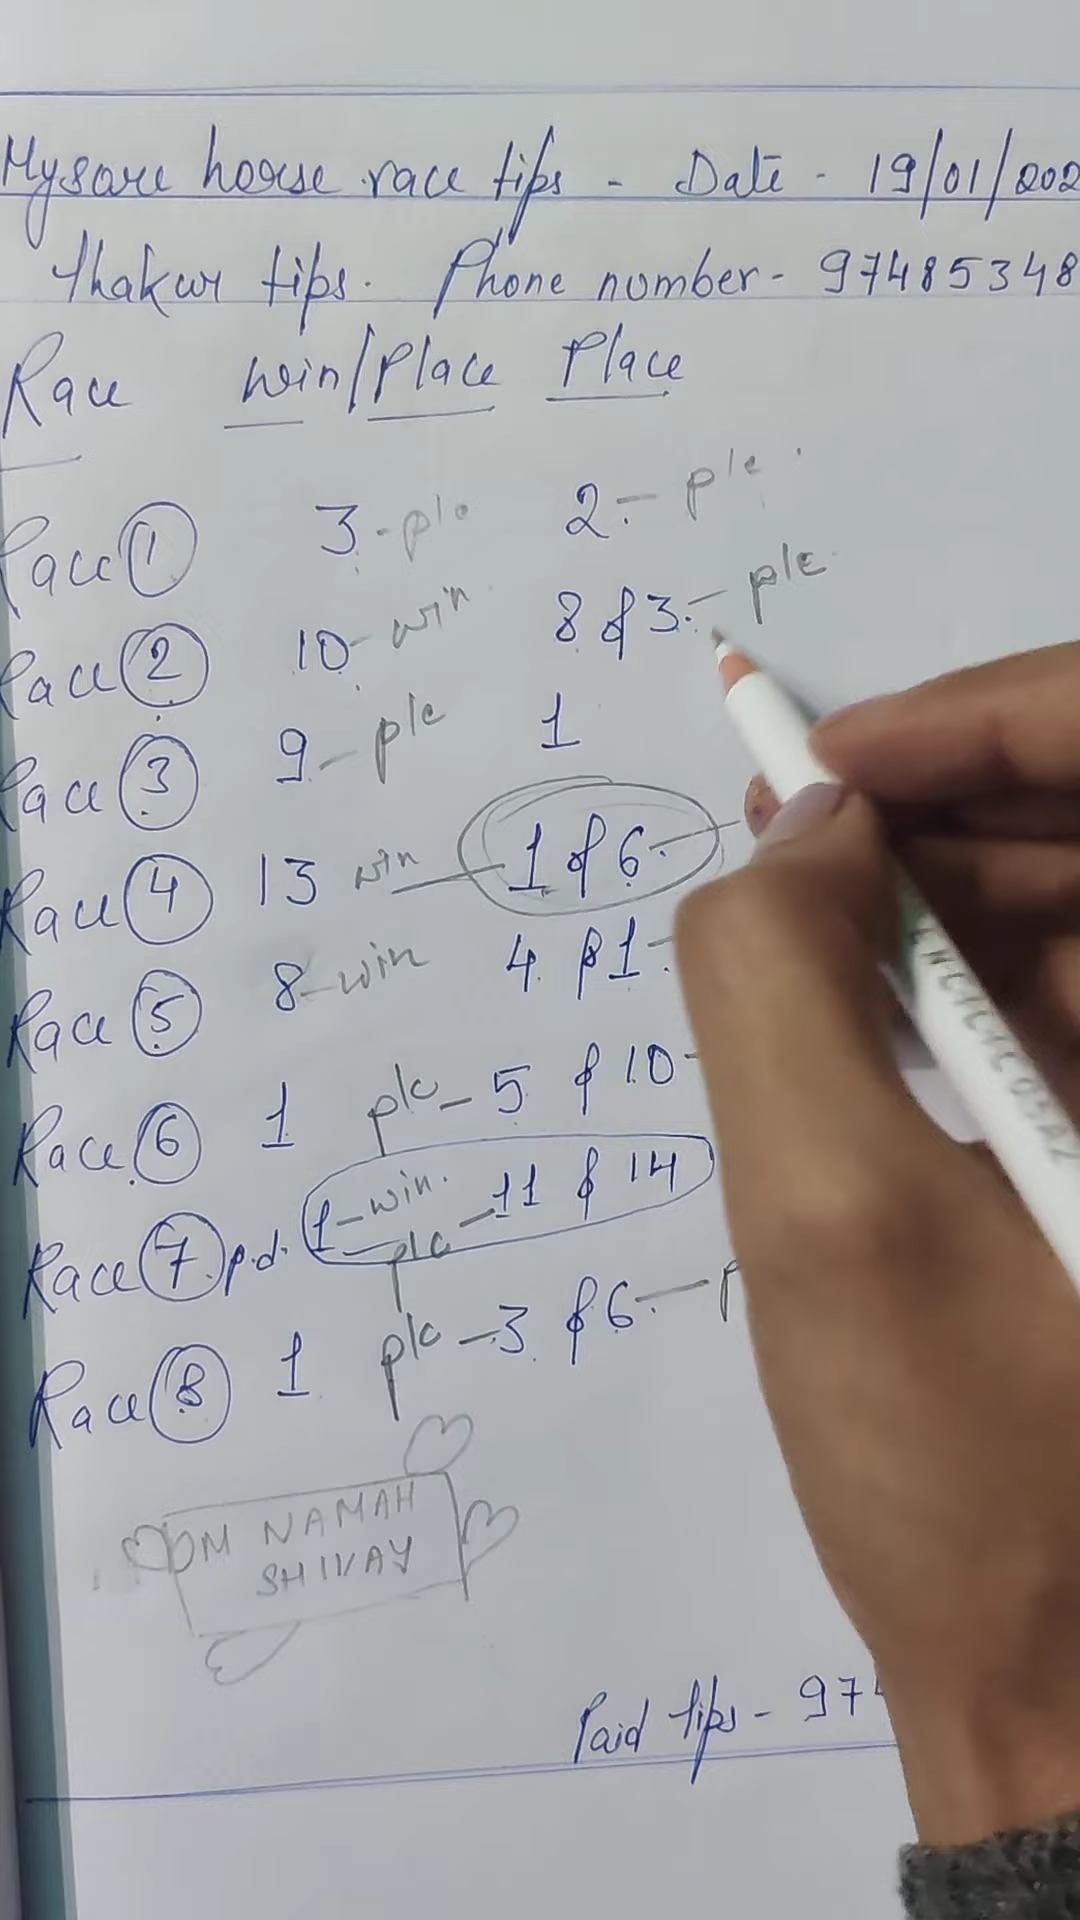 Mysore horse race tips - Date - 19/01/202
Thakur tips. Phone number - 97485348
Race Win/Place Place
Race 1 3 - plc 2 - plc
Race 2 10 - win 8 & 3 - plc
Race 3 9 - plc 1
Race 4 13 win 1 & 6
Race 5 8 - win 4 & 1
Race 6 1 plc - 5 & 10
Race 7 p.d. 1 - win. 11 & 14
plc
Race 8 1 plc - 3 & 6 - p
OM NAMAH
SHIVAY
Paid tips - 97